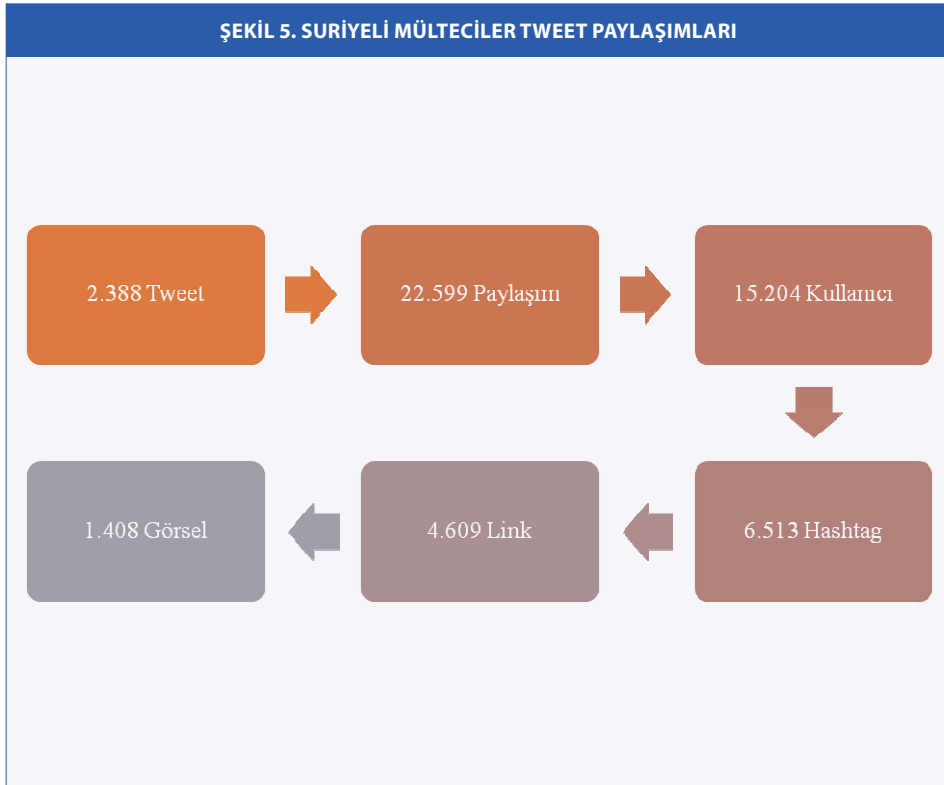 ŞEKİL 5. SURİYELİ MÜLTECİLER TWEET PAYLAŞIMLARI
2.388 Tweet
22.599 Paylaşım
15.204 Kullanıcı
6.513 Hashtag
4.609 Link
1.408 Görsel